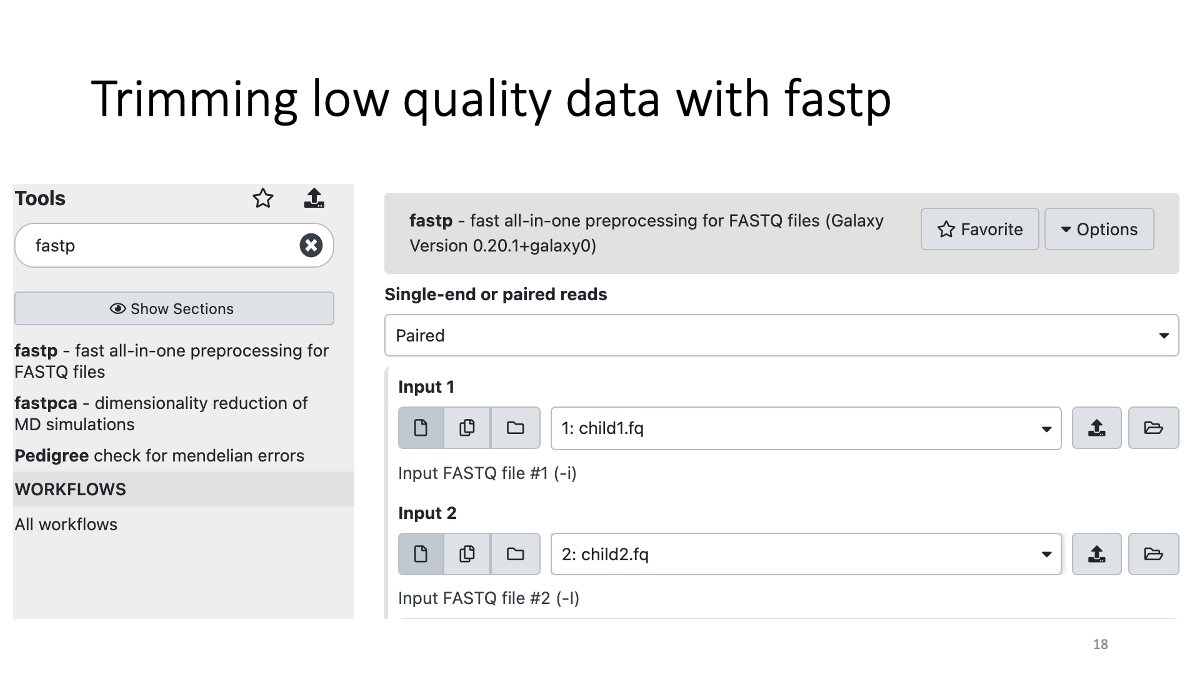 Trimming low quality data with fastp
Tools
fastp
Show Sections
fastp - fast all-in-one preprocessing for
FASTQ files
fastpca - dimensionality reduction of
MD simulations
Pedigree check for mendelian errors
WORKFLOWS
All workflows
fastp - fast all-in-one preprocessing for FASTQ files (Galaxy
Version 0.20.1+galaxy0)
Favorite
Options
Single-end or paired reads
Paired
Input 1
1: child1.fq
Input FASTQ file #1 (-i)
Input 2
2: child2.fq
Input FASTQ file #2 (-I)
18